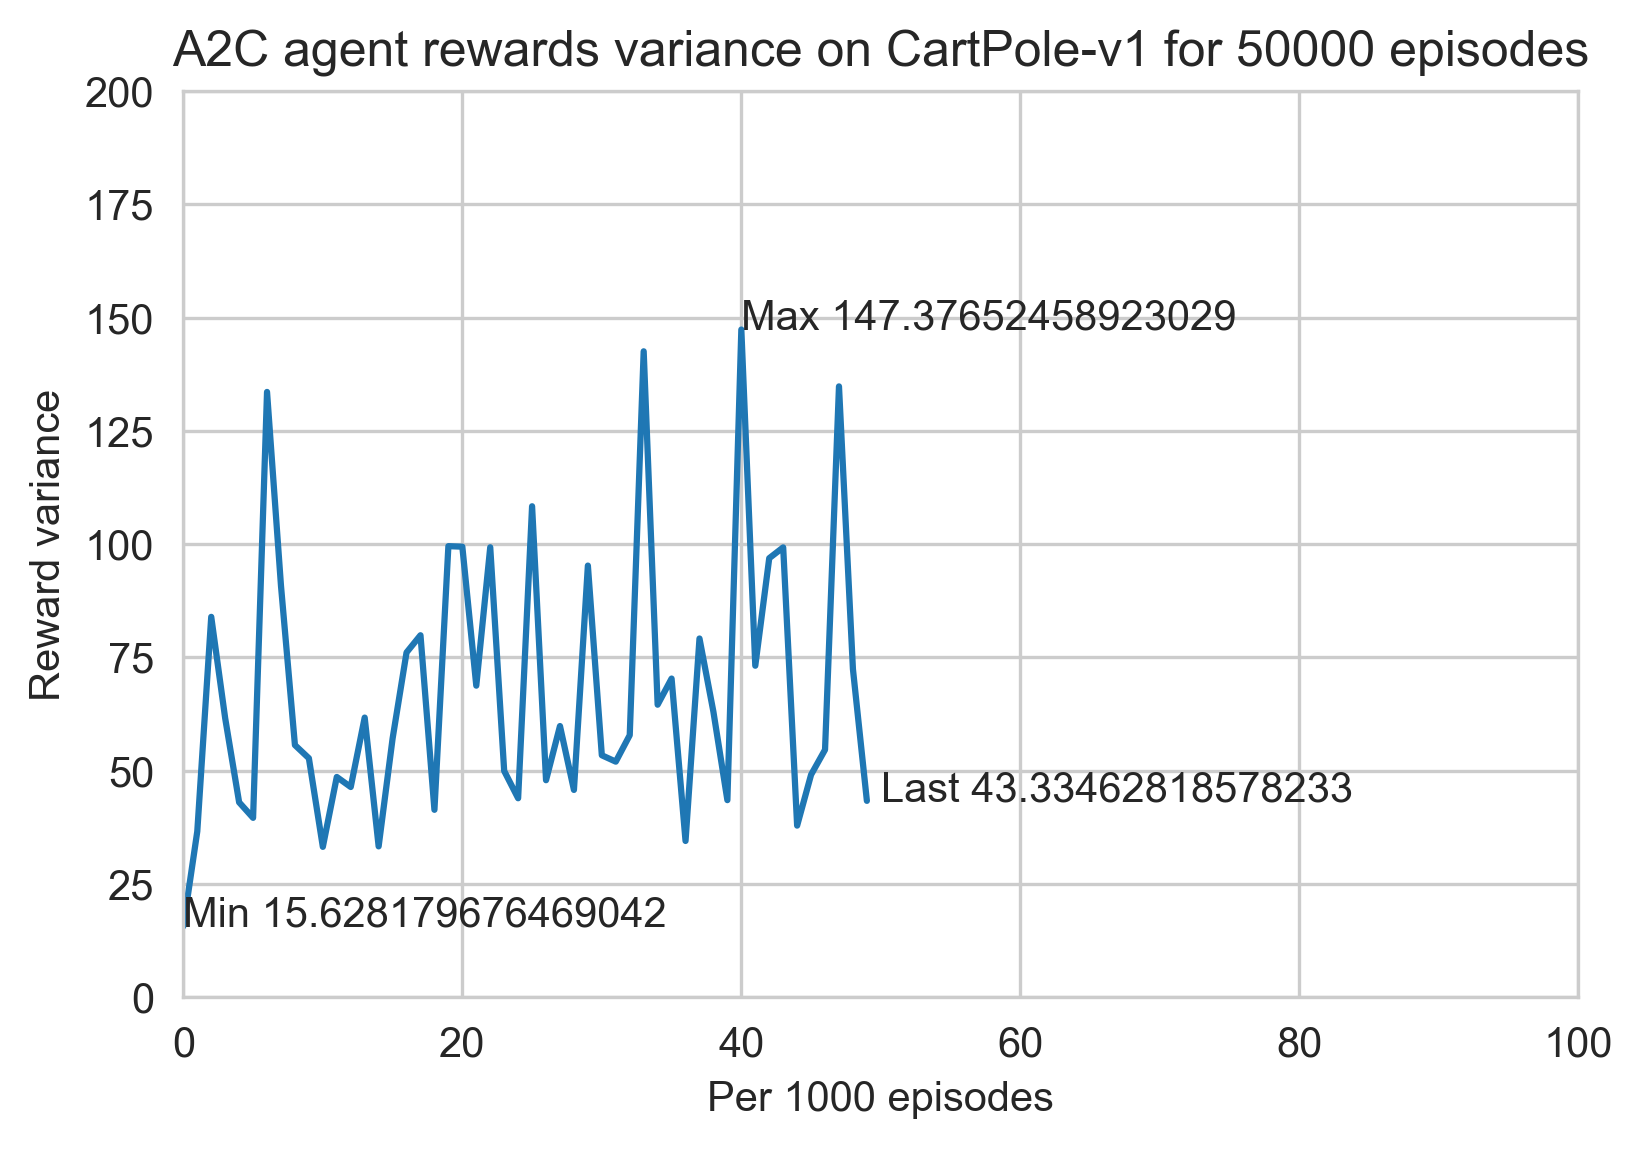 A2C agent rewards variance on CartPole-v1 for 50000 episodes
200
175
150
125
100
75
50
25
0
Reward variance
Max 147.37652458923029
Last 43.33462818578233
Min 15.628179676469042
0 20 40 60 80 100
Per 1000 episodes